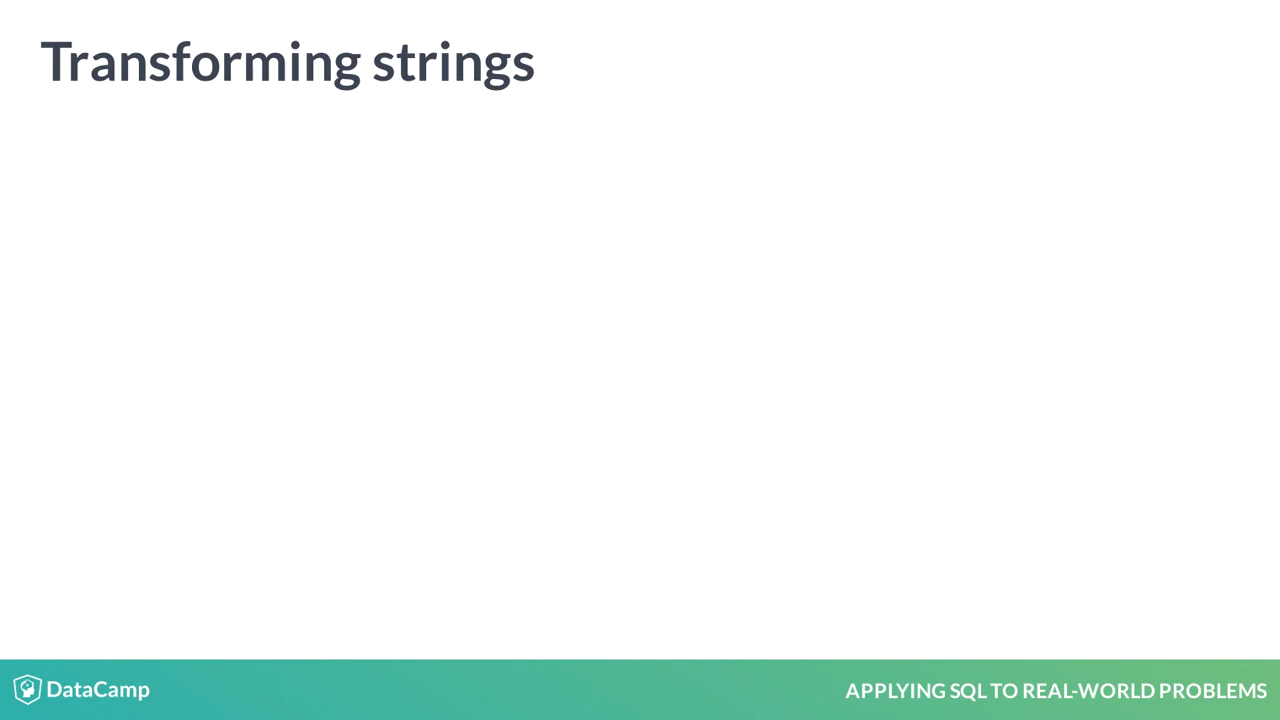 Transforming strings
DataCamp
APPLYING SQL TO REAL-WORLD PROBLEMS